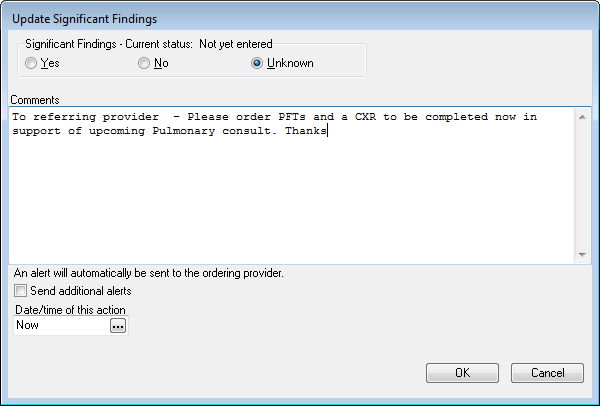 Update Significant Findings
Significant Findings - Current status:  Not yet entered
Yes
No
Unknown
Comments
To referring provider  - Please order PFTs and a CXR to be completed now in
support of upcoming Pulmonary consult. Thanks
An alert will automatically be sent to the ordering provider.
Send additional alerts
Date/time of this action
Now
...
OK
Cancel